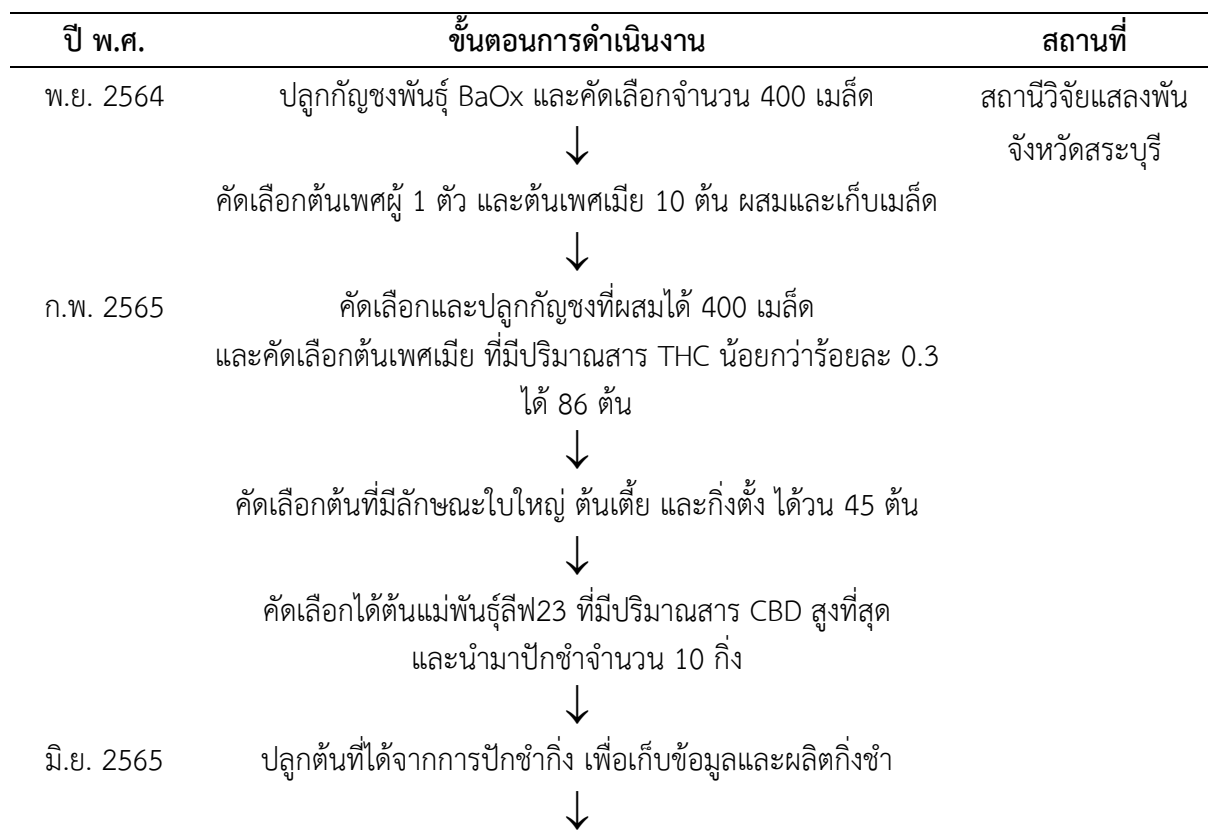 ปี พ.ศ. ขั้นตอนการดำเนินงาน สถานที่
พ.ย. 2564 ปลูกกัญชงพันธุ์ BaOx และคัดเลือกจำนวน 400 เมล็ด สถานีวิจัยแสลงพัน
จังหวัดสระบุรี
คัดเลือกต้นเพศผู้ 1 ตัว และต้นเพศเมีย 10 ต้น ผสมและเก็บเมล็ด
ก.พ. 2565 คัดเลือกและปลูกกัญชงที่ผสมได้ 400 เมล็ด
และคัดเลือกต้นเพศเมีย ที่มีปริมาณสาร THC น้อยกว่าร้อยละ 0.3
ได้ 86 ต้น
คัดเลือกต้นที่มีลักษณะใบใหญ่ ต้นเตี้ย และกิ่งตั้ง ได้วน 45 ต้น
คัดเลือกได้ต้นแม่พันธุ์ลีฟ23 ที่มีปริมาณสาร CBD สูงที่สุด
และนำมาปักชำจำนวน 10 กิ่ง
มิ.ย. 2565 ปลูกต้นที่ได้จากการปักชำกิ่ง เพื่อเก็บข้อมูลและผลิตกิ่งชำ